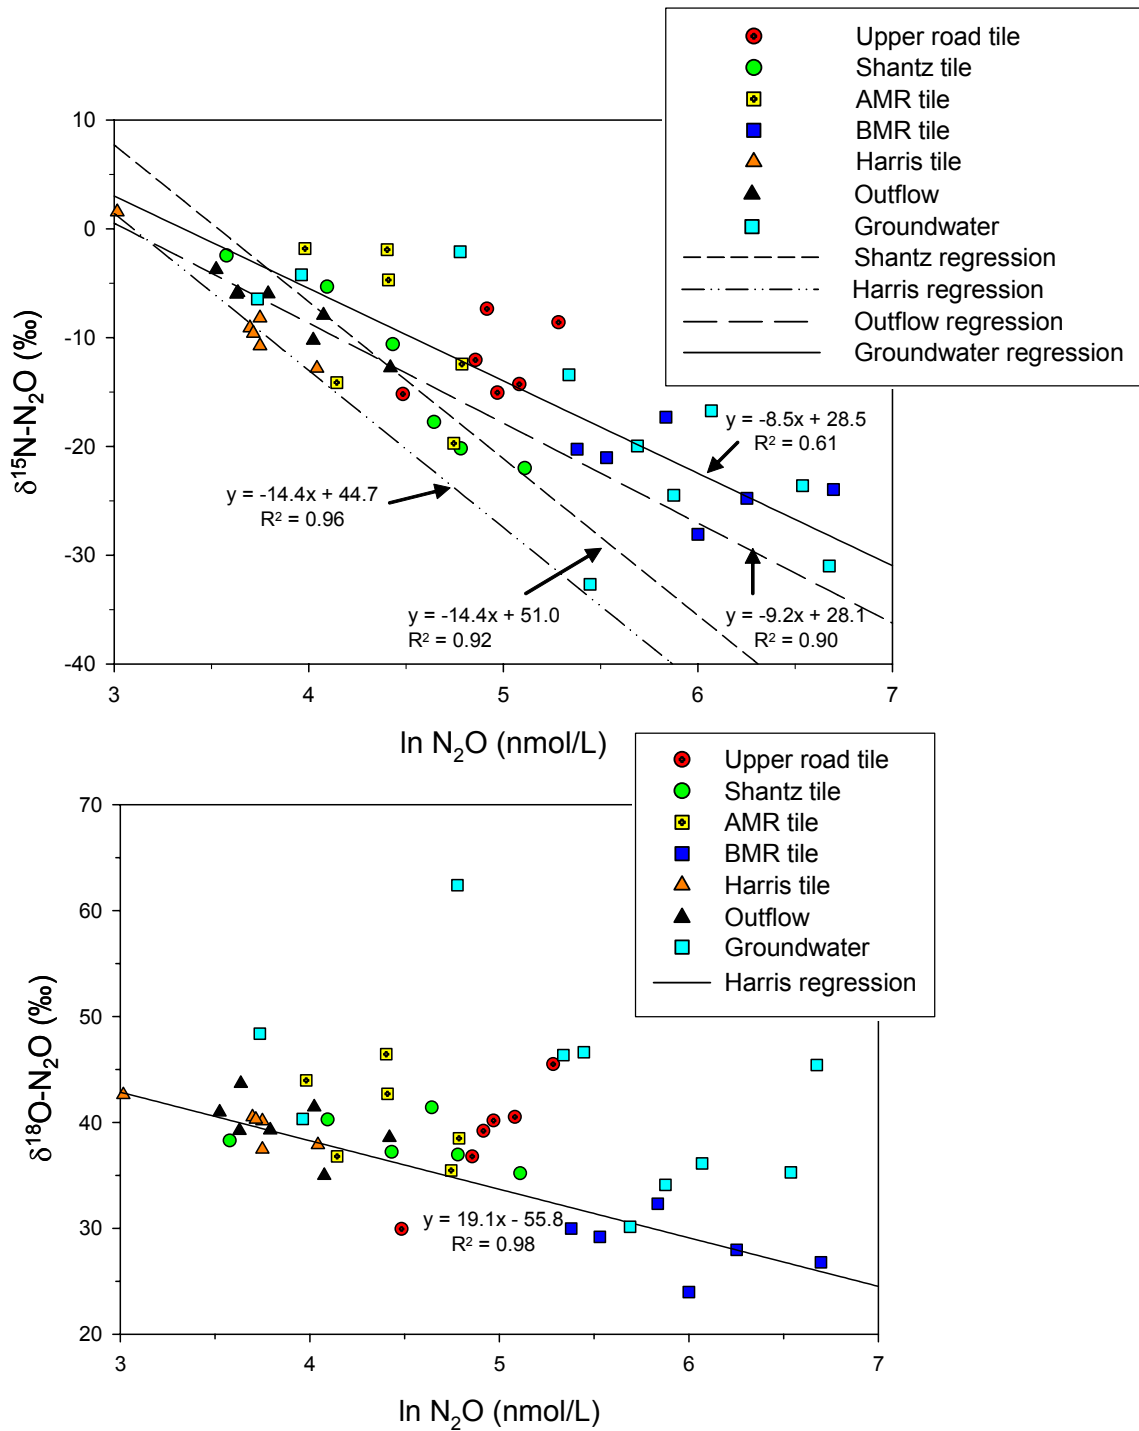 Upper road tile
Shantz tile
AMR tile
BMR tile
Harris tile
Outflow
Groundwater
Shantz regression
Harris regression
Outflow regression
Groundwater regression
δ¹⁵N-N₂O (‰)
10
0
-10
-20
-30
-40
y = -8.5x + 28.5
R² = 0.61
y = -14.4x + 44.7
R² = 0.96
y = -14.4x + 51.0
R² = 0.92
y = -9.2x + 28.1
R² = 0.90
3 4 5 6 7
ln N₂O (nmol/L)
Upper road tile
Shantz tile
AMR tile
BMR tile
Harris tile
Outflow
Groundwater
Harris regression
δ¹⁸O-N₂O (‰)
70
60
50
40
30
20
y = 19.1x - 55.8
R² = 0.98
3 4 5 6 7
ln N₂O (nmol/L)